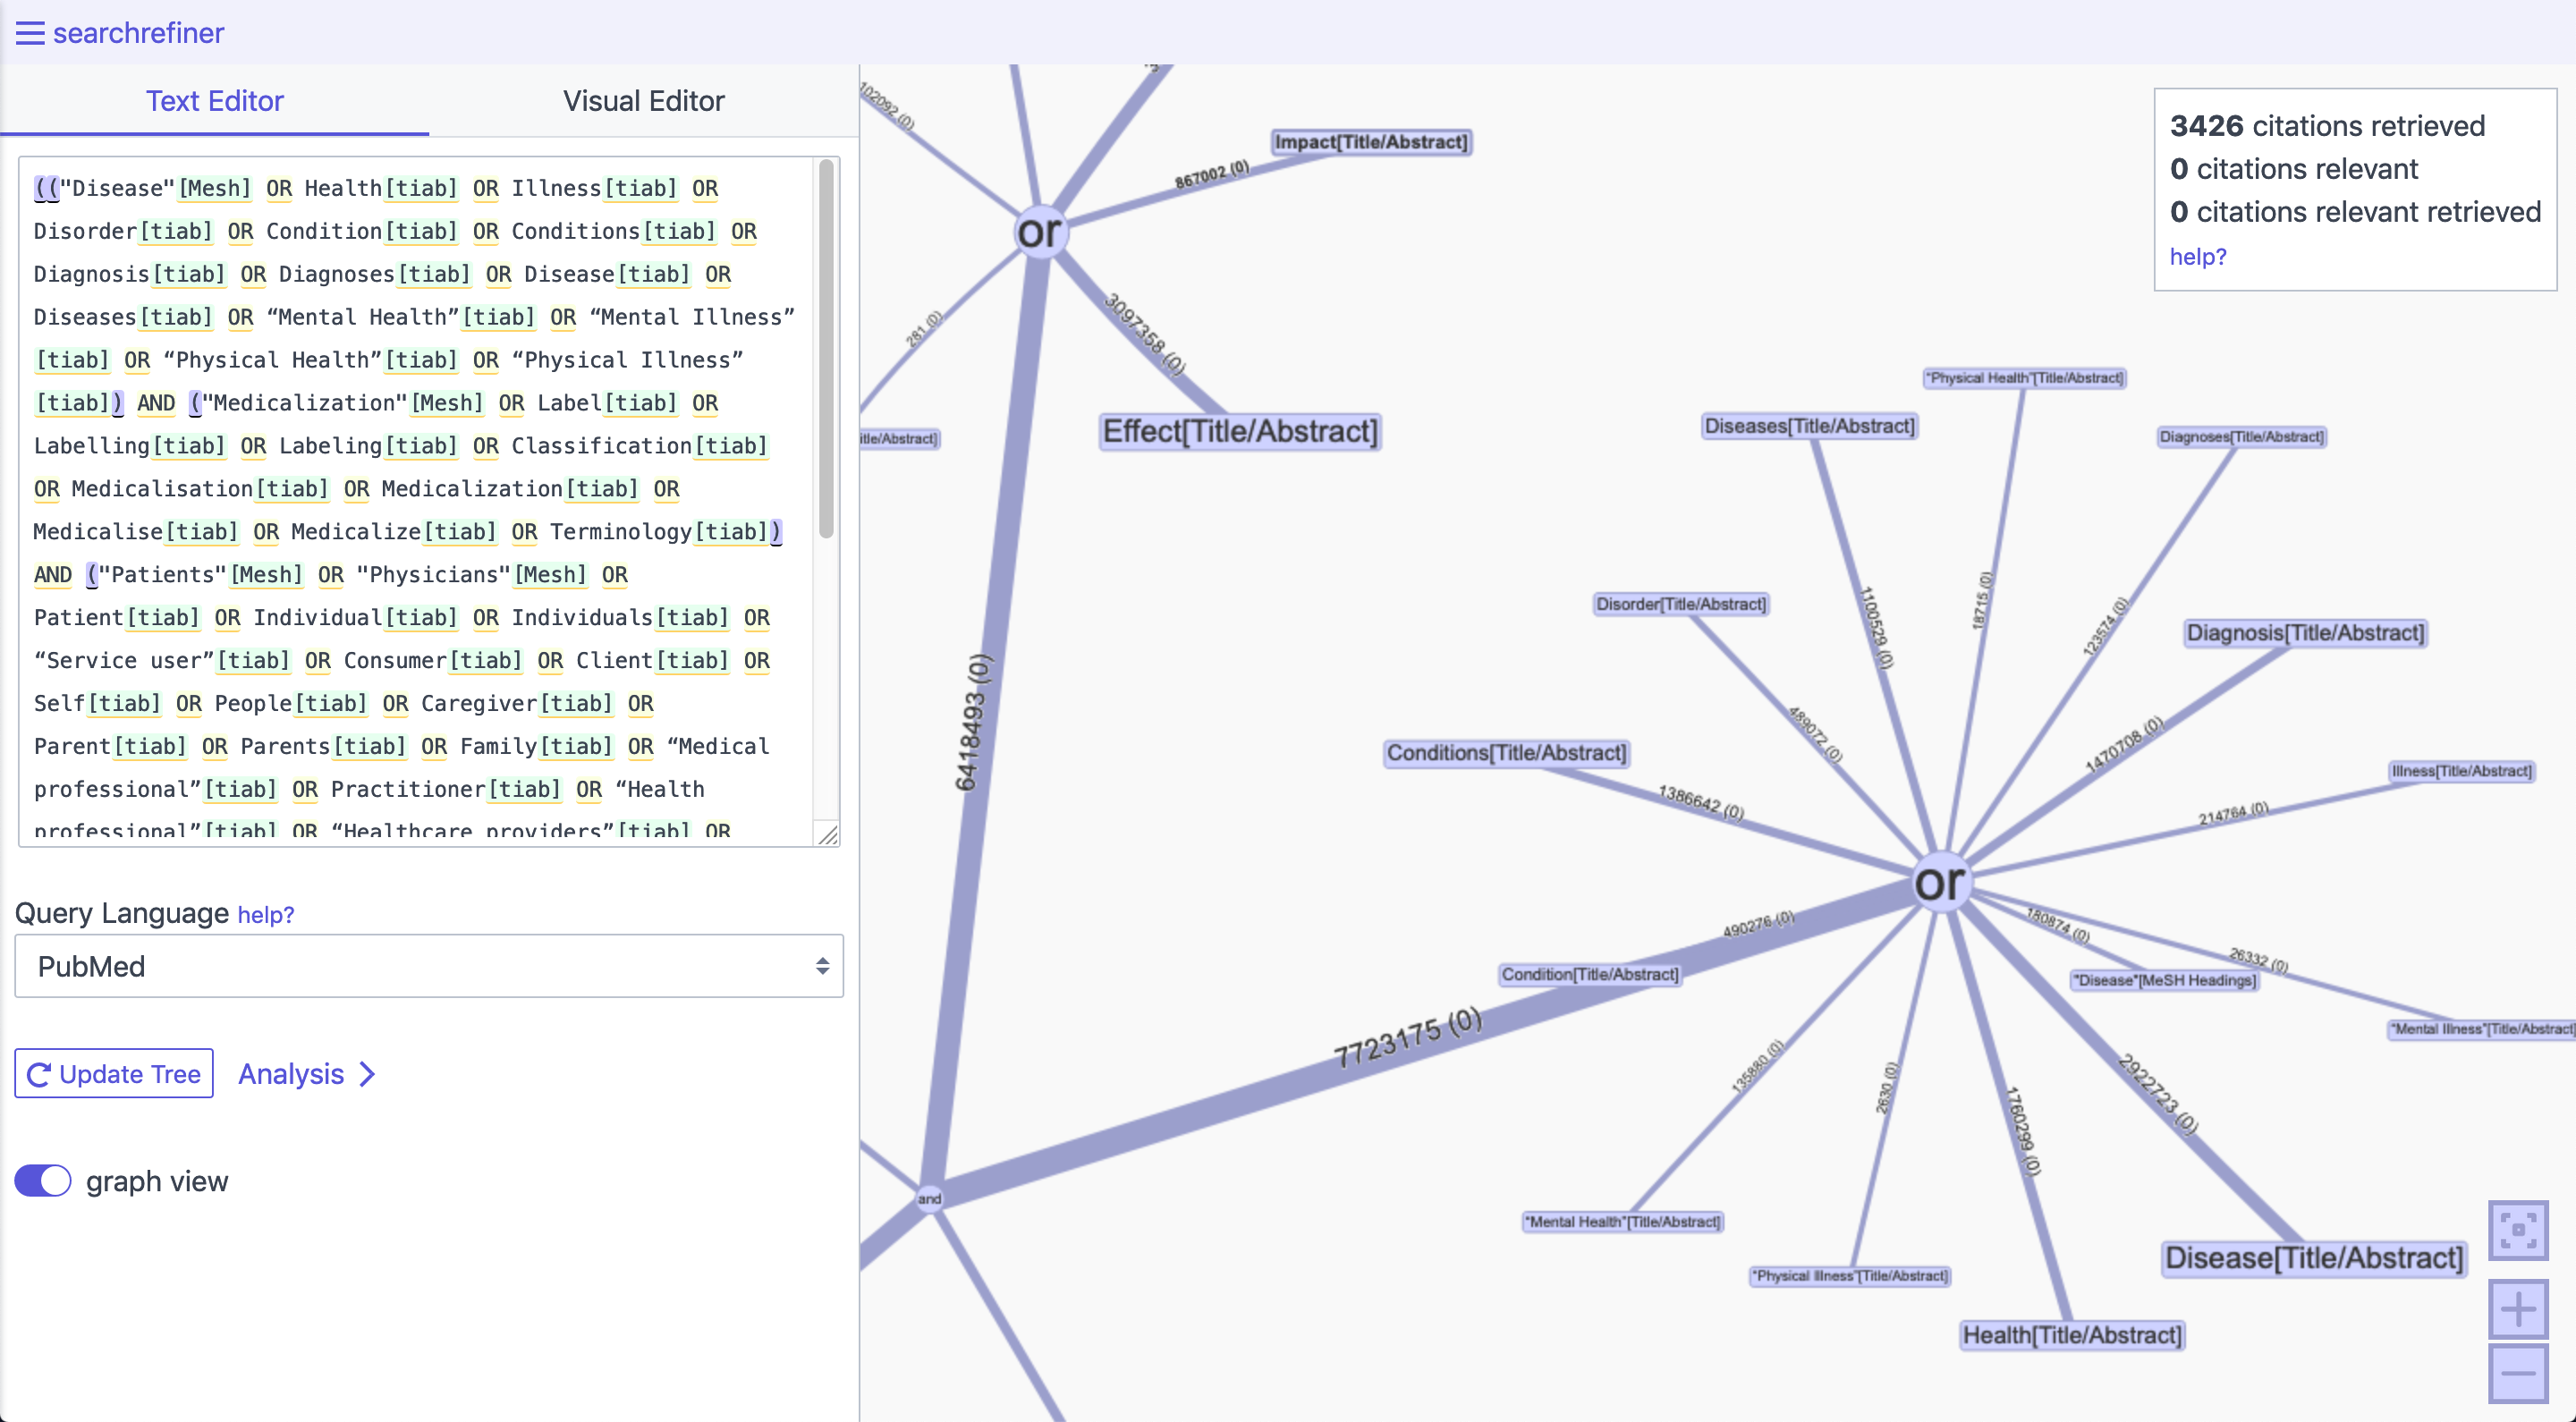 searchrefiner
Text Editor
Visual Editor
(("Disease"[Mesh] OR Health[tiab] OR Illness[tiab] OR
Disorder[tiab] OR Condition[tiab] OR Conditions[tiab] OR
Diagnosis[tiab] OR Diagnoses[tiab] OR Disease[tiab] OR
Diseases[tiab] OR “Mental Health”[tiab] OR “Mental Illness”
[tiab] OR “Physical Health”[tiab] OR “Physical Illness”
[tiab]) AND ("Medicalization"[Mesh] OR Label[tiab] OR
Labelling[tiab] OR Labeling[tiab] OR Classification[tiab]
OR Medicalisation[tiab] OR Medicalization[tiab] OR
Medicalise[tiab] OR Medicalize[tiab] OR Terminology[tiab])
AND ("Patients"[Mesh] OR "Physicians"[Mesh] OR
Patient[tiab] OR Individual[tiab] OR Individuals[tiab] OR
“Service user”[tiab] OR Consumer[tiab] OR Client[tiab] OR
Self[tiab] OR People[tiab] OR Caregiver[tiab] OR
Parent[tiab] OR Parents[tiab] OR Family[tiab] OR “Medical
professional”[tiab] OR Practitioner[tiab] OR “Health
professional”[tiab] OR “Healthcare providers”[tiab] OR
Query Language help?
PubMed
Update Tree
Analysis
graph view
102092 (0)
Impact[Title/Abstract]
867002 (0)
or
281 (0)
3097358 (0)
itle/Abstract]
Effect[Title/Abstract]
6418493 (0)
3426 citations retrieved
0 citations relevant
0 citations relevant retrieved
help?
"Physical Health"[Title/Abstract]
Diseases[Title/Abstract]
Diagnoses[Title/Abstract]
18715 (0)
1100529 (0)
123574 (0)
Disorder[Title/Abstract]
Diagnosis[Title/Abstract]
489072 (0)
1470708 (0)
Conditions[Title/Abstract]
1386642 (0)
Illness[Title/Abstract]
214764 (0)
or
490276 (0)
180874 (0)
26332 (0)
Condition[Title/Abstract]
"Disease"[MeSH Headings]
"Mental Illness"[Title/Abstract]
7723175 (0)
135880 (0)
2630 (0)
1760299 (0)
2922723 (0)
and
"Mental Health"[Title/Abstract]
"Physical Illness"[Title/Abstract]
Disease[Title/Abstract]
Health[Title/Abstract]